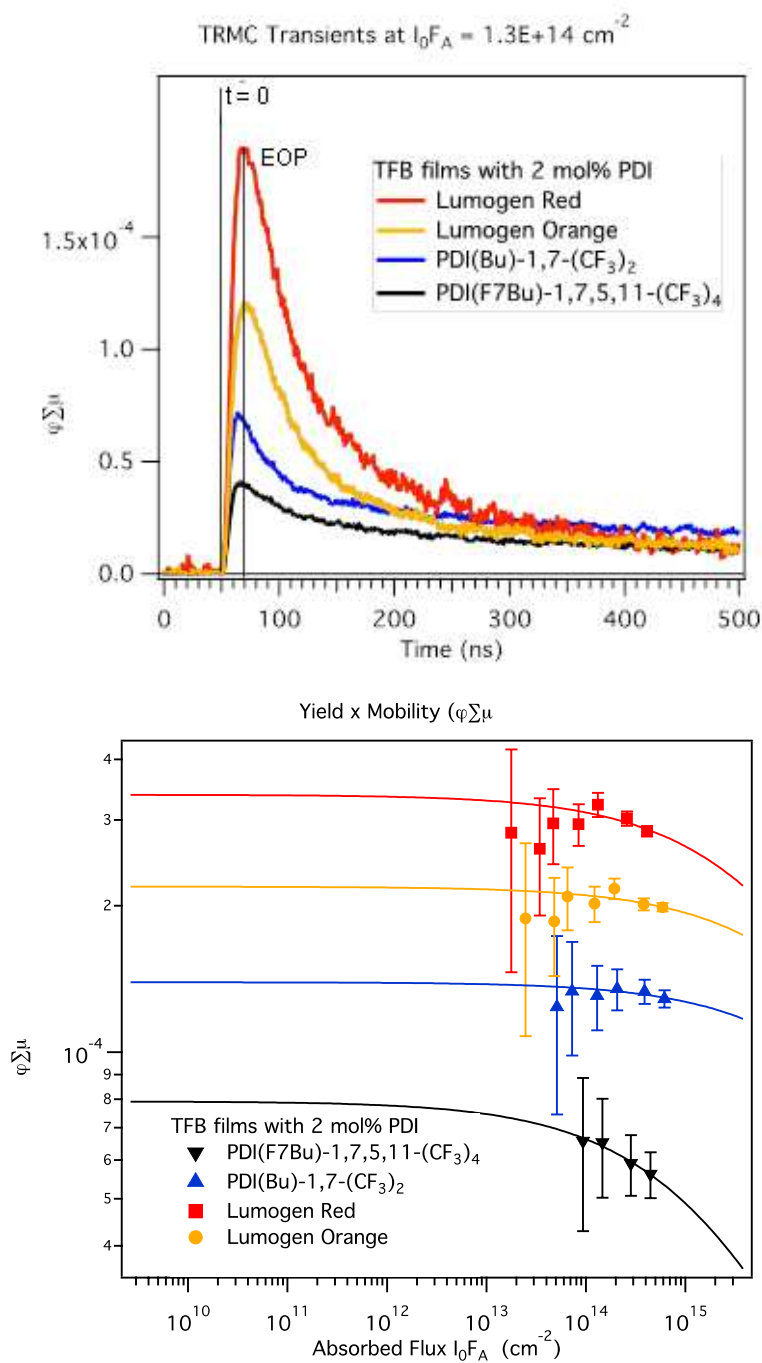 TRMC Transients at I₀F_A = 1.3E+14 cm⁻²
t= 0
EOP
TFB films with 2 mol% PDI
Lumogen Red
Lumogen Orange
PDI(Bu)-1,7-(CF₃)₂
PDI(F7Bu)-1,7,5,11-(CF₃)₄
1.5x10⁻⁴
1.0
0.5
0.0
φ∑μ
0 100 200 300 400 500
Time (ns)
Yield x Mobility (φ∑μ
4
3
2
10⁻⁴
9
8
7
6
5
4
φ∑μ
TFB films with 2 mol% PDI
PDI(F7Bu)-1,7,5,11-(CF₃)₄
PDI(Bu)-1,7-(CF₃)₂
Lumogen Red
Lumogen Orange
10¹⁰ 10¹¹ 10¹² 10¹³ 10¹⁴ 10¹⁵
Absorbed Flux I₀F_A (cm⁻²)